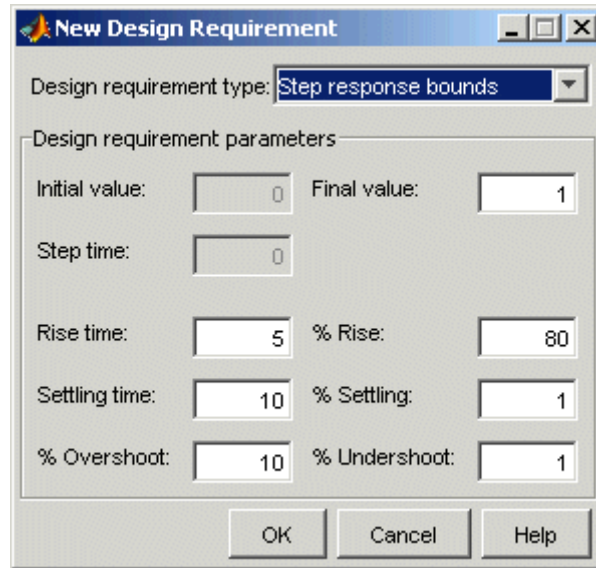 New Design Requirement
Design requirement type: Step response bounds
Design requirement parameters
Initial value: 0 Final value: 1
Step time: 0
Rise time: 5 % Rise: 80
Settling time: 10 % Settling: 1
% Overshoot: 10 % Undershoot: 1
OK Cancel Help